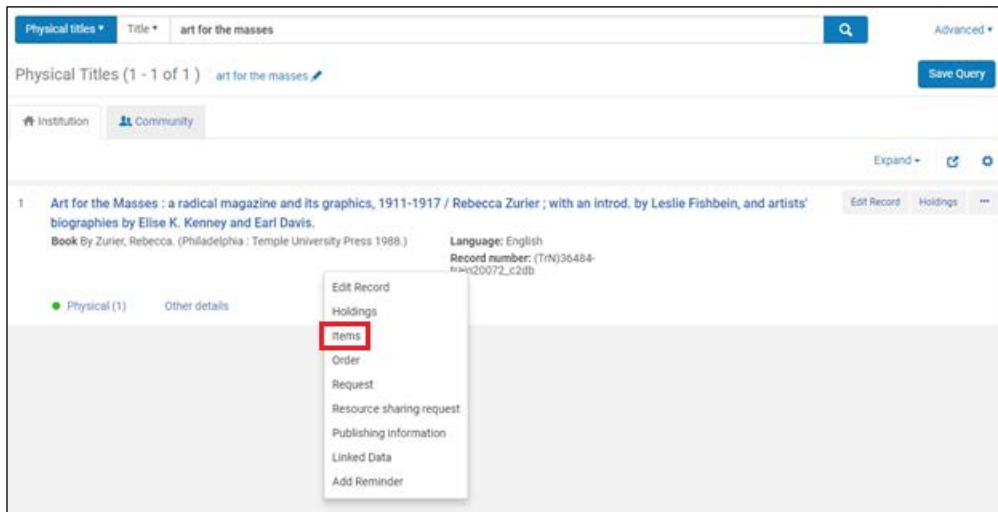 Physical titles Title art for the masses Advanced
Physical Titles (1 - 1 of 1 ) art for the masses Save Query
Institution Community
Expand
1 Art for the Masses : a radical magazine and its graphics, 1911-1917 / Rebecca Zurier ; with an introd. by Leslie Fishbein, and artists' Edit Record Holdings ...
biographies by Elise K. Kenney and Earl Davis.
Book By Zurier, Rebecca. (Philadelphia : Temple University Press 1988.) Language: English
Record number: (TrN)36484-
train20072_c2db
Physical (1) Other details
Edit Record
Holdings
Items
Order
Request
Resource sharing request
Publishing information
Linked Data
Add Reminder